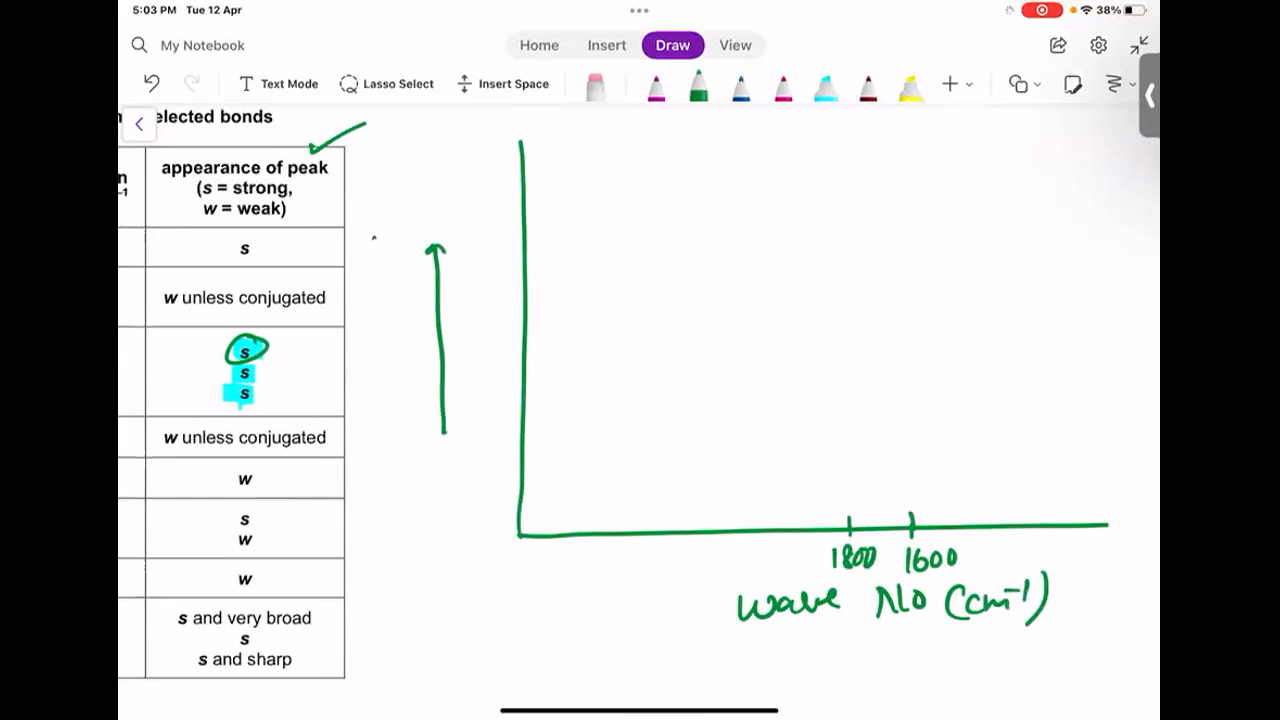 5:03 PM Tue 12 Apr
38%
My Notebook
Home Insert Draw View
Text Mode Lasso Select Insert Space
elected bonds
n
-1
appearance of peak
(s = strong,
w = weak)
s
w unless conjugated
s
s
s
w unless conjugated
w
s
w
w
s and very broad
s
s and sharp
1800 1600
wave No (cm⁻¹)